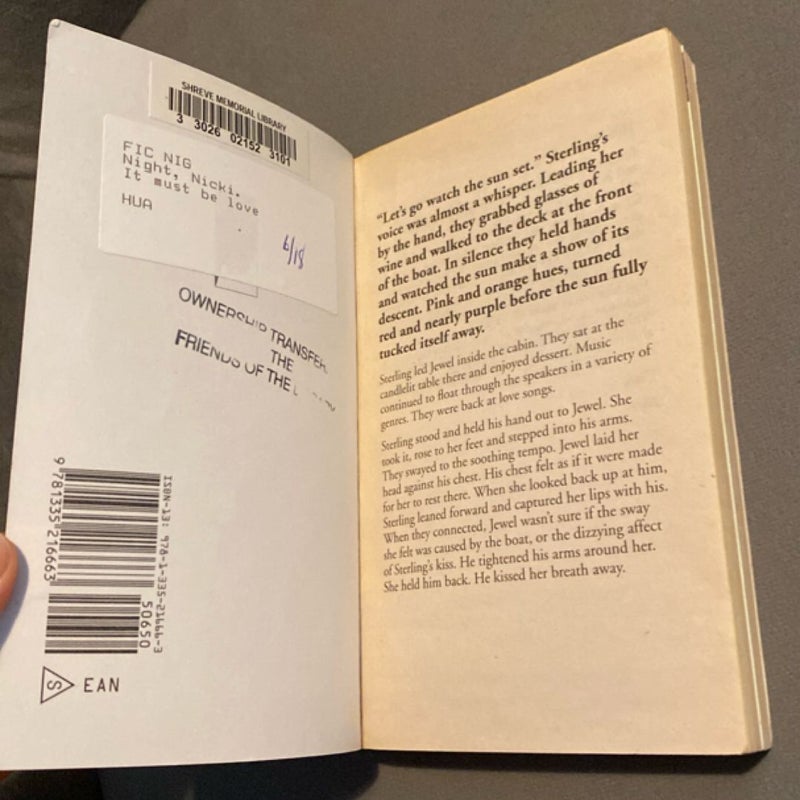 SHREVE MEMORIAL LIBRARY
3 3026 02152 3101
FIC NIG
Night, Nicki.
It must be love
HUA
6/18
OWNERSHIP TRANSFER
THE
FRIENDS OF THE
9 781335 216663
ISBN-13: 978-1-335-21666-3
50650
S
EAN
"Let's go watch the sun set." Sterling's
voice was almost a whisper. Leading her
by the hand, they grabbed glasses of
wine and walked to the deck at the front
of the boat. In silence they held hands
and watched the sun make a show of its
descent. Pink and orange hues, turned
red and nearly purple before the sun fully
tucked itself away.
Sterling led Jewel inside the cabin. They sat at the
candlelit table there and enjoyed dessert. Music
continued to float through the speakers in a variety of
genres. They were back at love songs.
Sterling stood and held his hand out to Jewel. She
took it, rose to her feet and stepped into his arms.
They swayed to the soothing tempo. Jewel laid her
head against his chest. His chest felt as if it were made
for her to rest there. When she looked back up at him,
Sterling leaned forward and captured her lips with his.
When they connected, Jewel wasn't sure if the sway
she felt was caused by the boat, or the dizzying affect
of Sterling's kiss. He tightened his arms around her.
She held him back. He kissed her breath away.